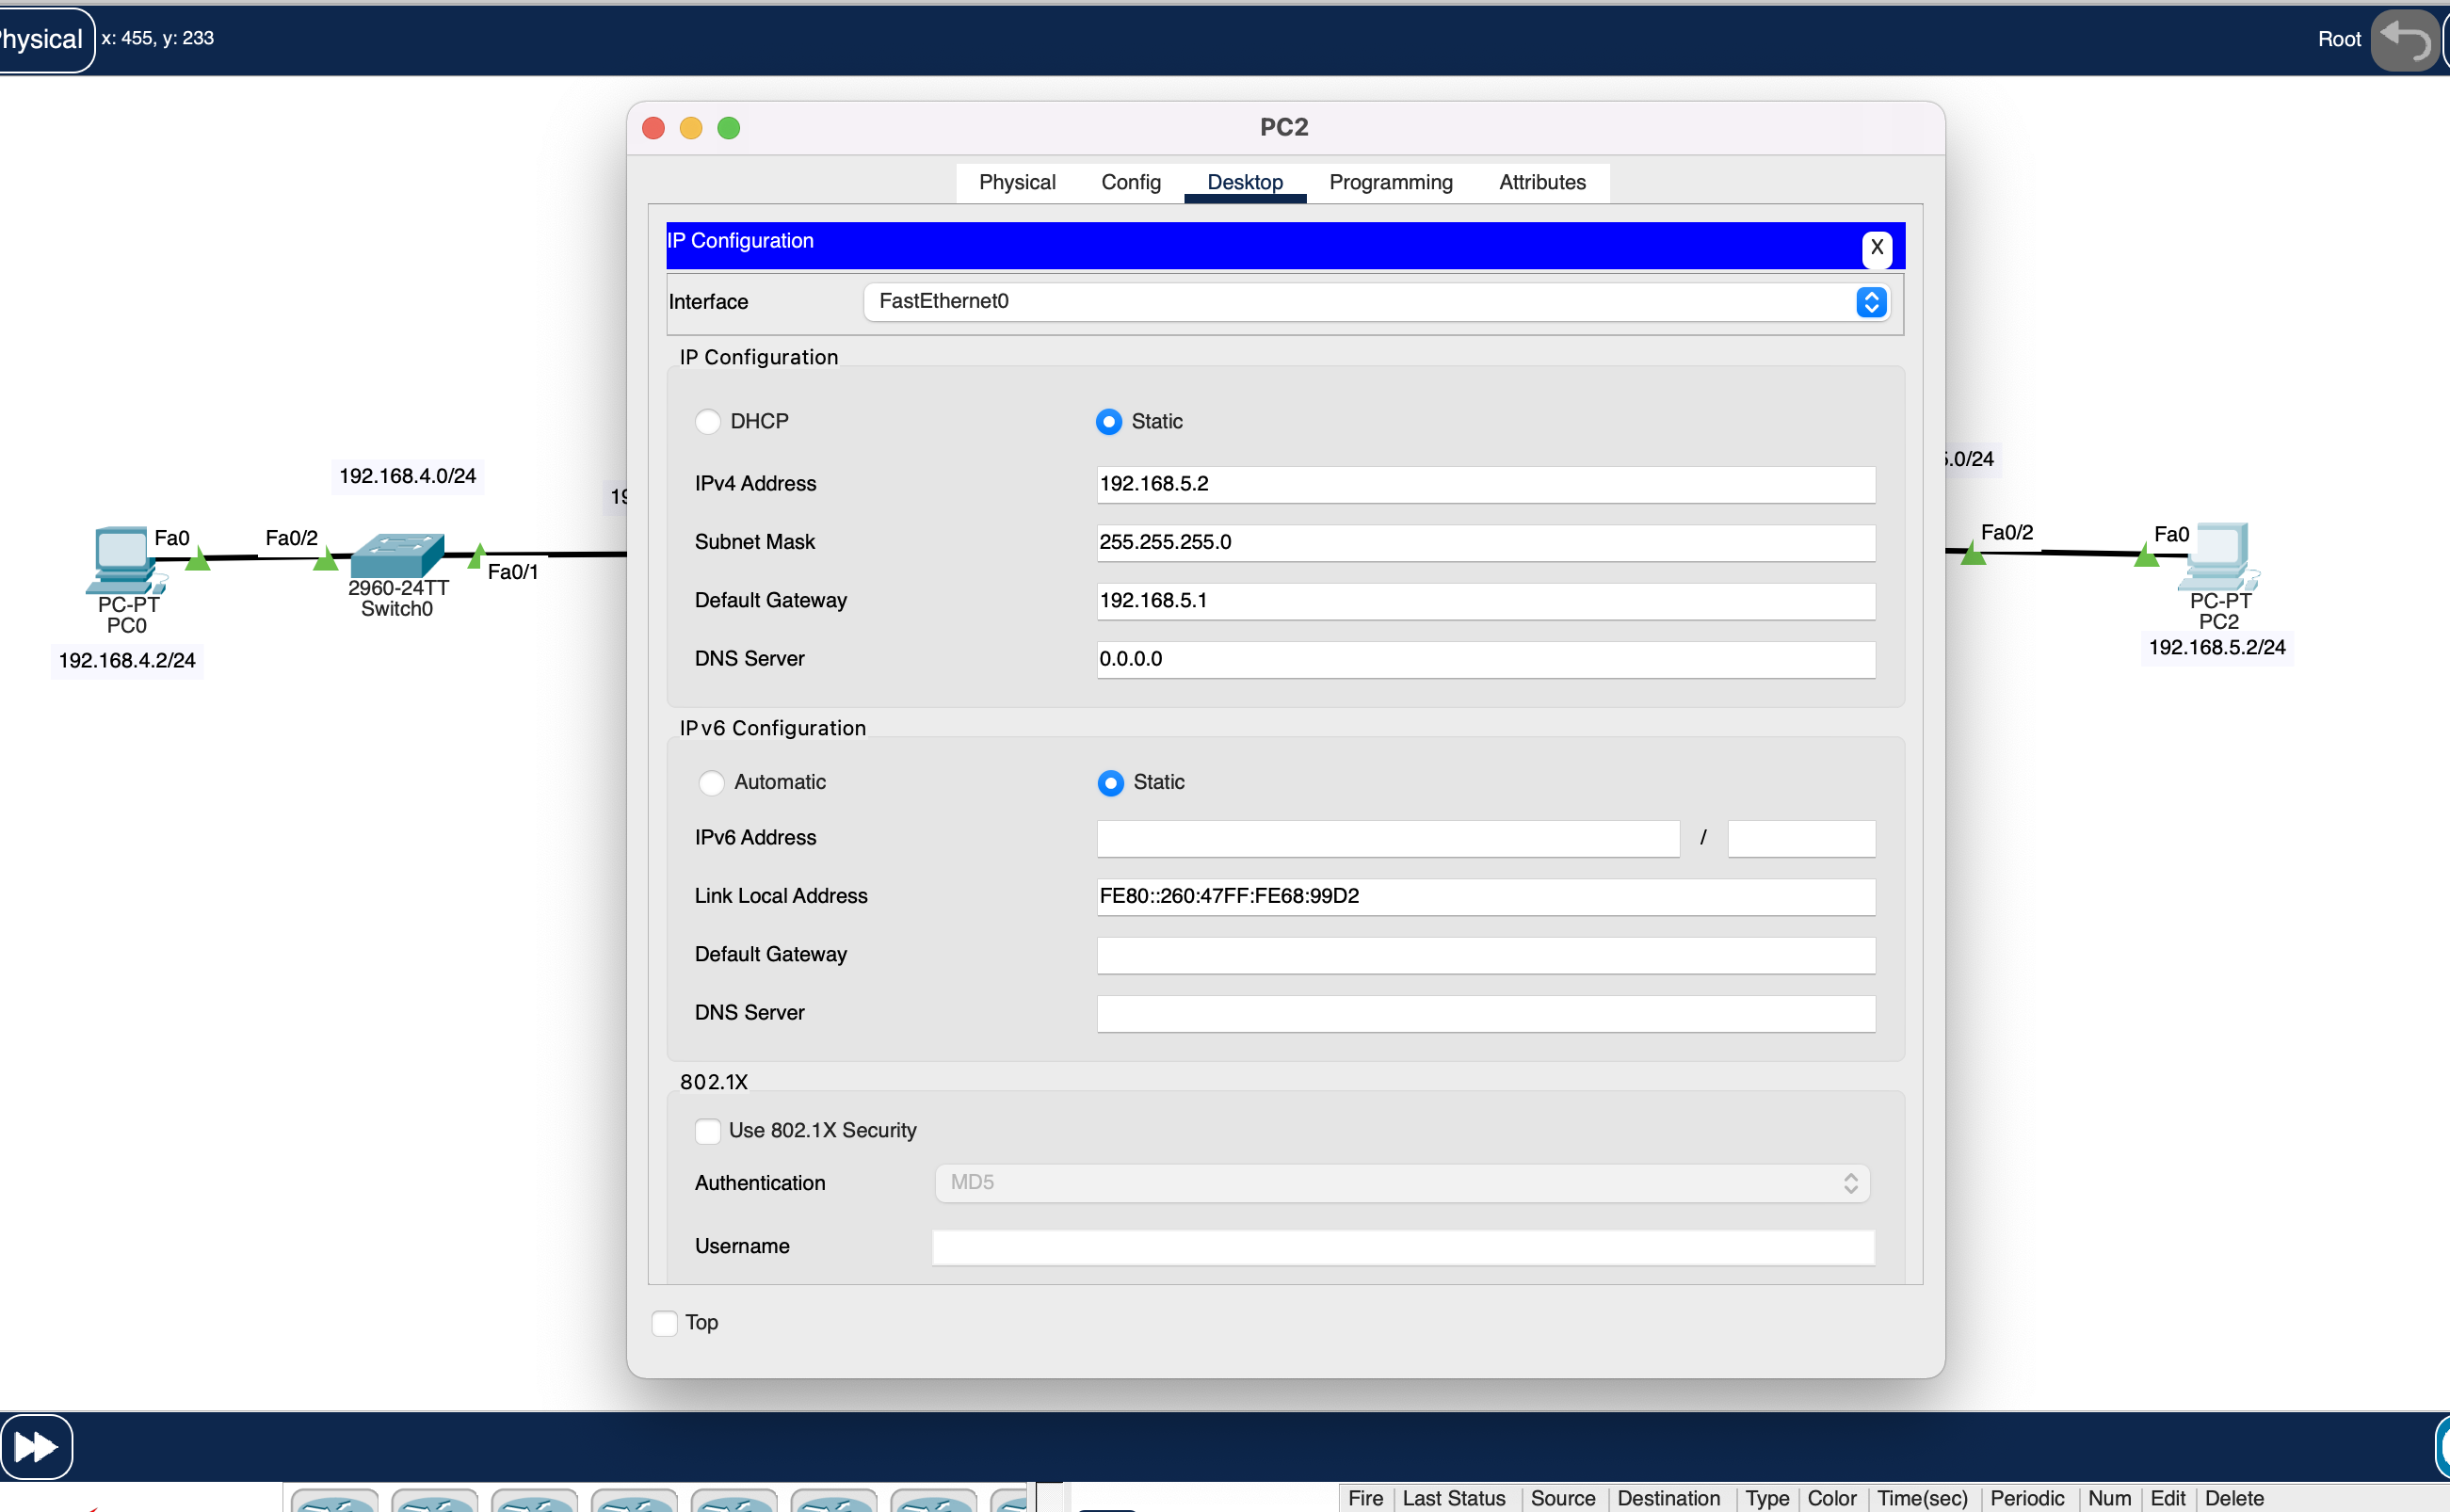 Physical x: 455, y: 233
Root
PC2
Physical Config Desktop Programming Attributes
IP Configuration
X
Interface FastEthernet0
IP Configuration
DHCP Static
IPv4 Address 192.168.5.2
Subnet Mask 255.255.255.0
Default Gateway 192.168.5.1
DNS Server 0.0.0.0
IPv6 Configuration
Automatic Static
IPv6 Address /
Link Local Address FE80::260:47FF:FE68:99D2
Default Gateway
DNS Server
802.1X
Use 802.1X Security
Authentication MD5
Username
Top
192.168.4.0/24
19
Fa0
Fa0/2
Fa0/1
PC-PT
PC0
192.168.4.2/24
2960-24TT
Switch0
5.0/24
Fa0/2
Fa0
PC-PT
PC2
192.168.5.2/24
Fire Last Status Source Destination Type Color Time(sec) Periodic Num Edit Delete